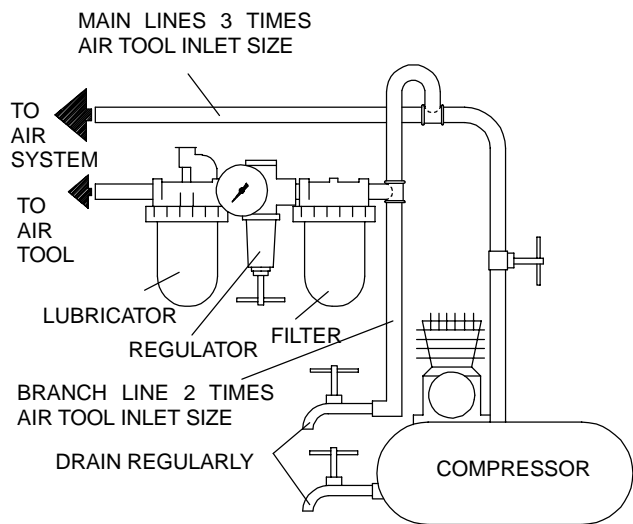 MAIN LINES 3 TIMES
AIR TOOL INLET SIZE
TO
AIR
SYSTEM
TO
AIR
TOOL
LUBRICATOR
REGULATOR
FILTER
BRANCH LINE 2 TIMES
AIR TOOL INLET SIZE
DRAIN REGULARLY
COMPRESSOR